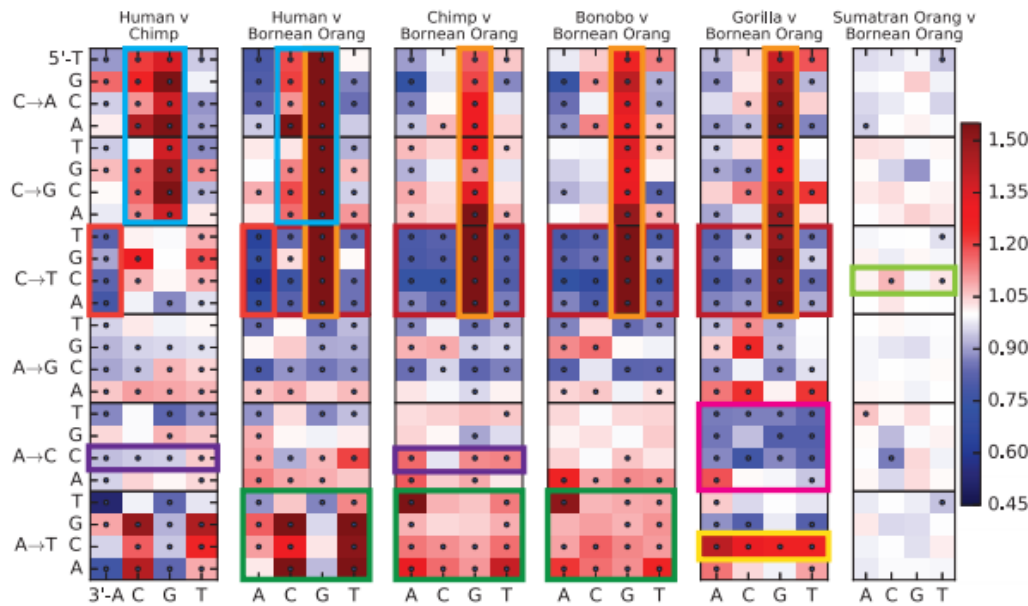 Human v Chimp
Human v Bornean Orang
Chimp v Bornean Orang
Bonobo v Bornean Orang
Gorilla v Bornean Orang
Sumatran Orang v Bornean Orang
5'-T
G
C→A C
A
T
G
C→G C
A
T
G
C→T C
A
T
G
A→G C
A
T
G
A→C C
A
T
G
A→T C
A
3'-A C G T
A C G T
A C G T
A C G T
A C G T
A C G T
1.50
1.35
1.20
1.05
0.90
0.75
0.60
0.45